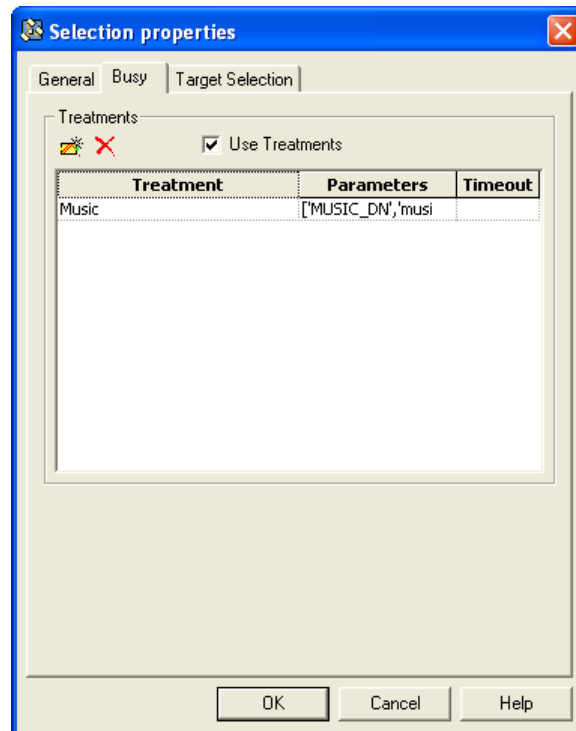 Selection properties
General Busy Target Selection
Treatments
Use Treatments
Treatment Parameters Timeout
Music ['MUSIC_DN','musi
OK Cancel Help